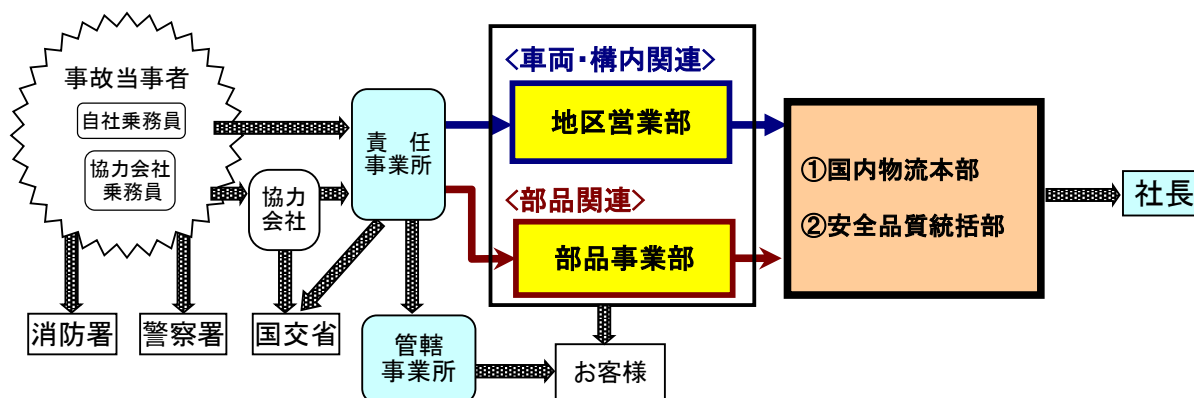 事故当事者
自社乗務員
協力会社
乗務員
協力
会社
責 任
事業所
<車両・構内関連>
地区営業部
<部品関連>
部品事業部
①国内物流本部
②安全品質統括部
社長
消防署
警察署
国交省
管轄
事業所
お客様